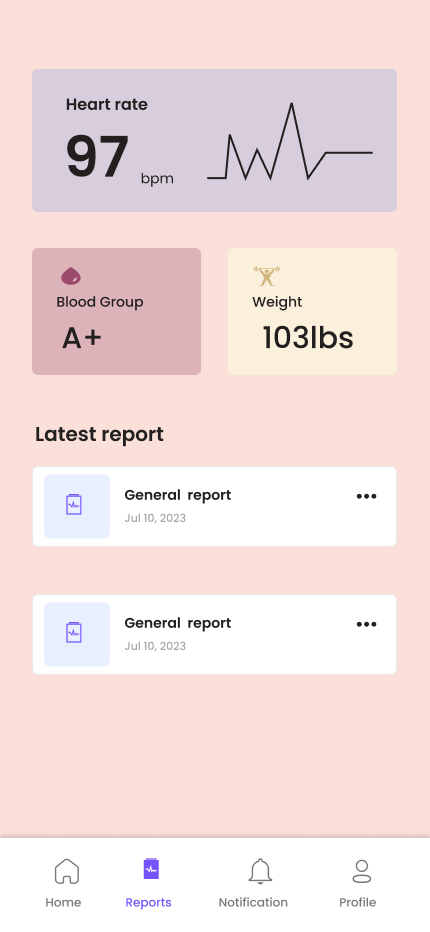 Heart rate
97 bpm
Blood Group
Weight
A+
103lbs
Latest report
General report
Jul 10, 2023
General report
Jul 10, 2023
Home
Reports
Notification
Profile